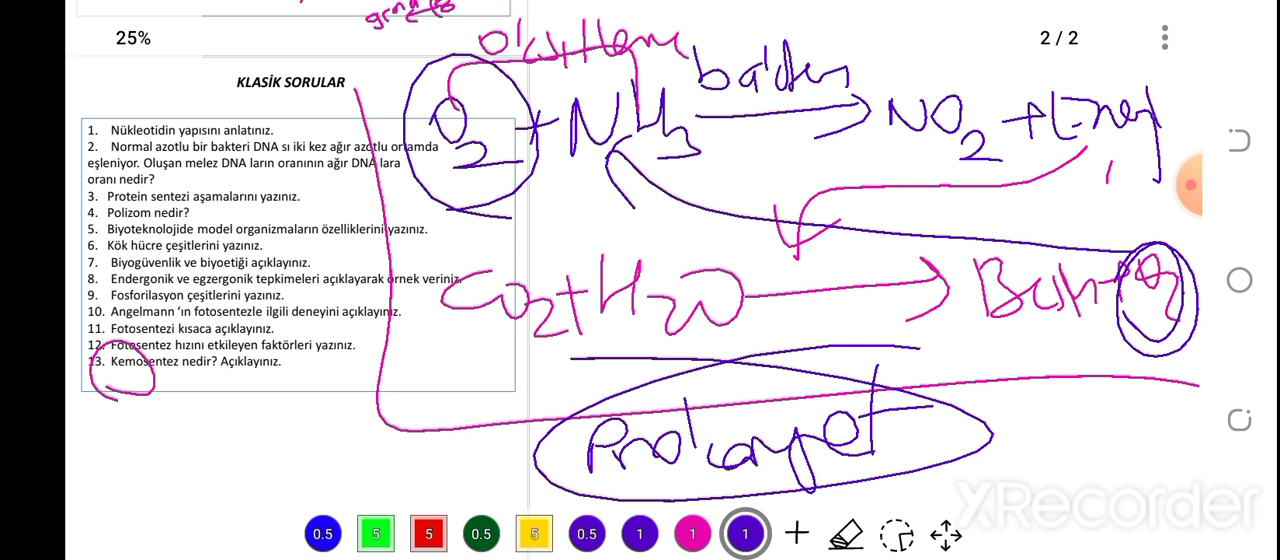 25%
2 / 2
KLASİK SORULAR
1. Nükleotidin yapısını anlatınız.
2. Normal azotlu bir bakteri DNA sı iki kez ağır azotlu ortamda
eşleniyor. Oluşan melez DNA ların oranının ağır DNA lara
oranı nedir?
3. Protein sentezi aşamalarını yazınız.
4. Polizom nedir?
5. Biyoteknolojide model organizmaların özelliklerini yazınız.
6. Kök hücre çeşitlerini yazınız.
7. Biyogüvenlik ve biyoetiği açıklayınız.
8. Endergonik ve egzergonik tepkimeleri açıklayarak örnek veriniz.
9. Fosforilasyon çeşitlerini yazınız.
10. Angelmann 'ın fotosentezle ilgili deneyini açıklayınız.
11. Fotosentezi kısaca açıklayınız.
12. Fotosentez hızını etkileyen faktörleri yazınız.
13. Kemosentez nedir? Açıklayınız.
O2 + NH3 → NO2 +
CO2 + H2O → Besin + O2
Prokaryot
0.5 5 5 0.5 5 0.5 1 1 1
XRecorder